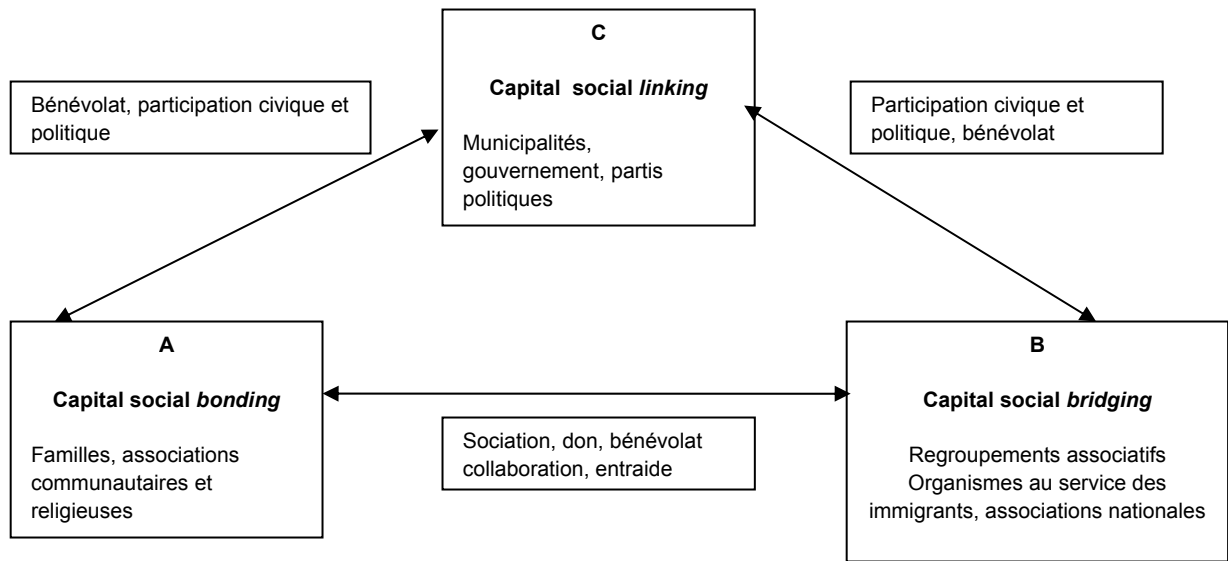 C
Capital social linking
Municipalités,
gouvernement, partis
politiques
Bénévolat, participation civique et
politique
Participation civique et
politique, bénévolat
A
Capital social bonding
Familles, associations
communautaires et
religieuses
Sociation, don, bénévolat
collaboration, entraide
B
Capital social bridging
Regroupements associatifs
Organismes au service des
immigrants, associations nationales